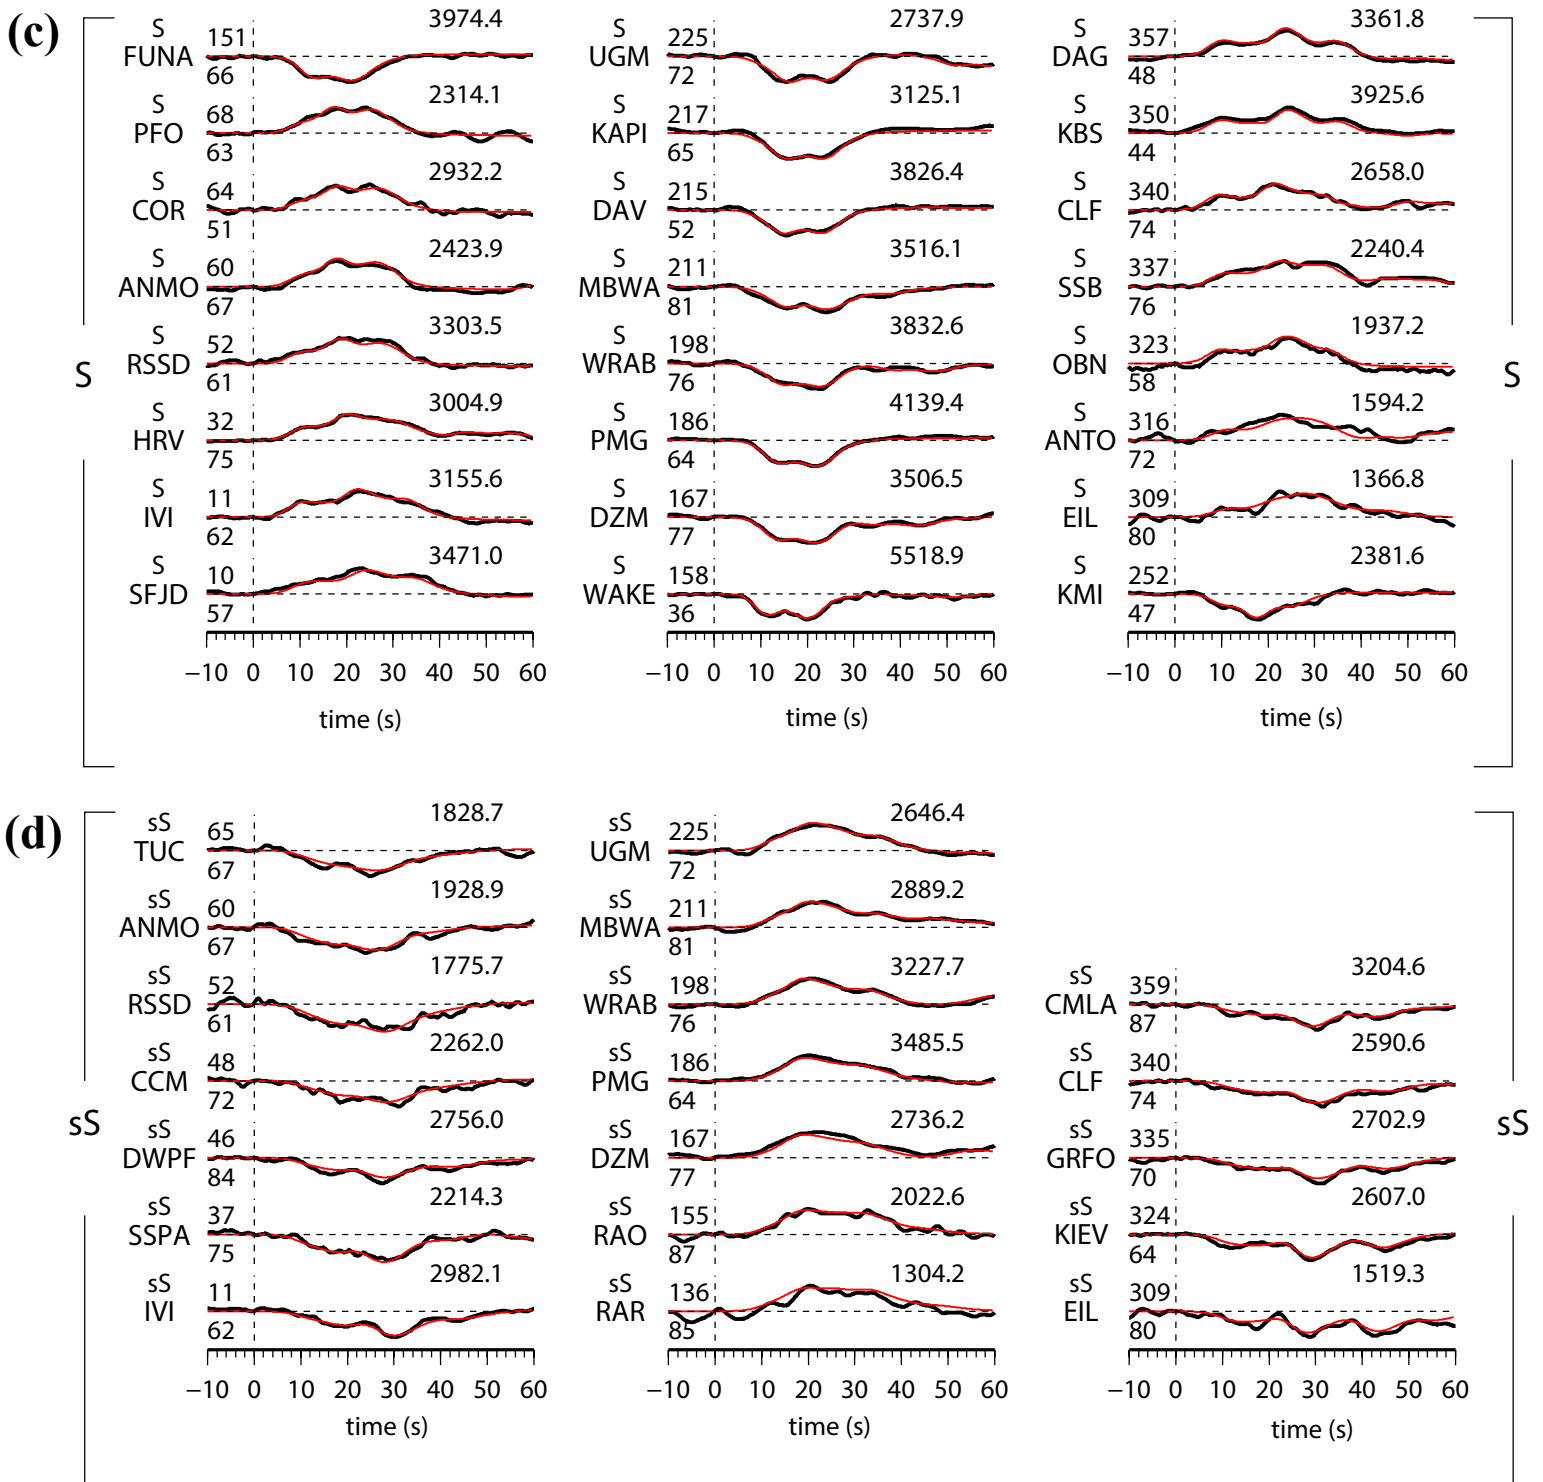 (c)
S
S
S
FUNA
151
66
3974.4
S
PFO
68
63
2314.1
S
COR
64
51
2932.2
S
ANMO
60
67
2423.9
S
RSSD
52
61
3303.5
S
HRV
32
75
3004.9
S
IVI
11
62
3155.6
S
SFJD
10
57
3471.0
−10 0 10 20 30 40 50 60
time (s)
S
UGM
225
72
2737.9
S
KAPI
217
65
3125.1
S
DAV
215
52
3826.4
S
MBWA
211
81
3516.1
S
WRAB
198
76
3832.6
S
PMG
186
64
4139.4
S
DZM
167
77
3506.5
S
WAKE
158
36
5518.9
−10 0 10 20 30 40 50 60
time (s)
S
DAG
357
48
3361.8
S
KBS
350
44
3925.6
S
CLF
340
74
2658.0
S
SSB
337
76
2240.4
S
OBN
323
58
1937.2
S
ANTO
316
72
1594.2
S
EIL
309
80
1366.8
S
KMI
252
47
2381.6
−10 0 10 20 30 40 50 60
time (s)
(d)
sS
sS
sS
TUC
65
67
1828.7
sS
ANMO
60
67
1928.9
sS
RSSD
52
61
1775.7
sS
CCM
48
72
2262.0
sS
DWPF
46
84
2756.0
sS
SSPA
37
75
2214.3
sS
IVI
11
62
2982.1
−10 0 10 20 30 40 50 60
time (s)
sS
UGM
225
72
2646.4
sS
MBWA
211
81
2889.2
sS
WRAB
198
76
3227.7
sS
PMG
186
64
3485.5
sS
DZM
167
77
2736.2
sS
RAO
155
87
2022.6
sS
RAR
136
85
1304.2
−10 0 10 20 30 40 50 60
time (s)
sS
CMLA
359
87
3204.6
sS
CLF
340
74
2590.6
sS
GRFO
335
70
2702.9
sS
KIEV
324
64
2607.0
sS
EIL
309
80
1519.3
−10 0 10 20 30 40 50 60
time (s)